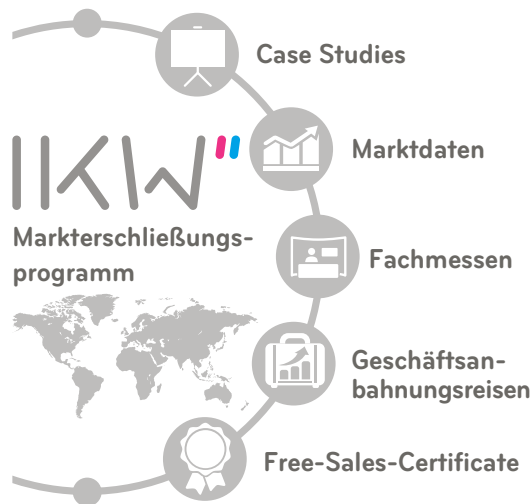 Case Studies
IKW
Marktdaten
Markterschließungs-
programm
Fachmessen
Geschäftsan-
bahnungsreisen
Free-Sales-Certificate